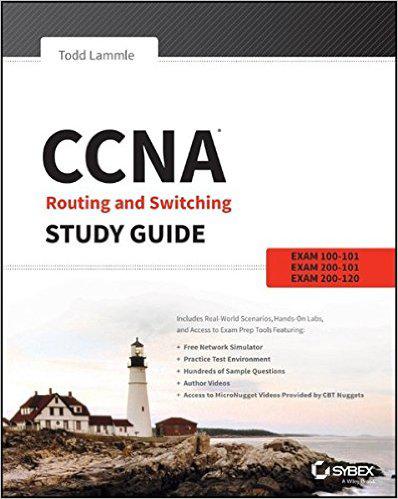 Todd Lammle
CCNA®
Routing and Switching
STUDY GUIDE
EXAM 100-101
EXAM 200-101
EXAM 200-120
Includes Real-World Scenarios, Hands-On Labs,
and Access to Exam Prep Tools Featuring:
+ Free Network Simulator
+ Practice Test Environment
+ Hundreds of Sample Questions
+ Author Videos
+ Access to MicroNugget Videos Provided by CBT Nuggets
SYBEX
A Wiley Brand